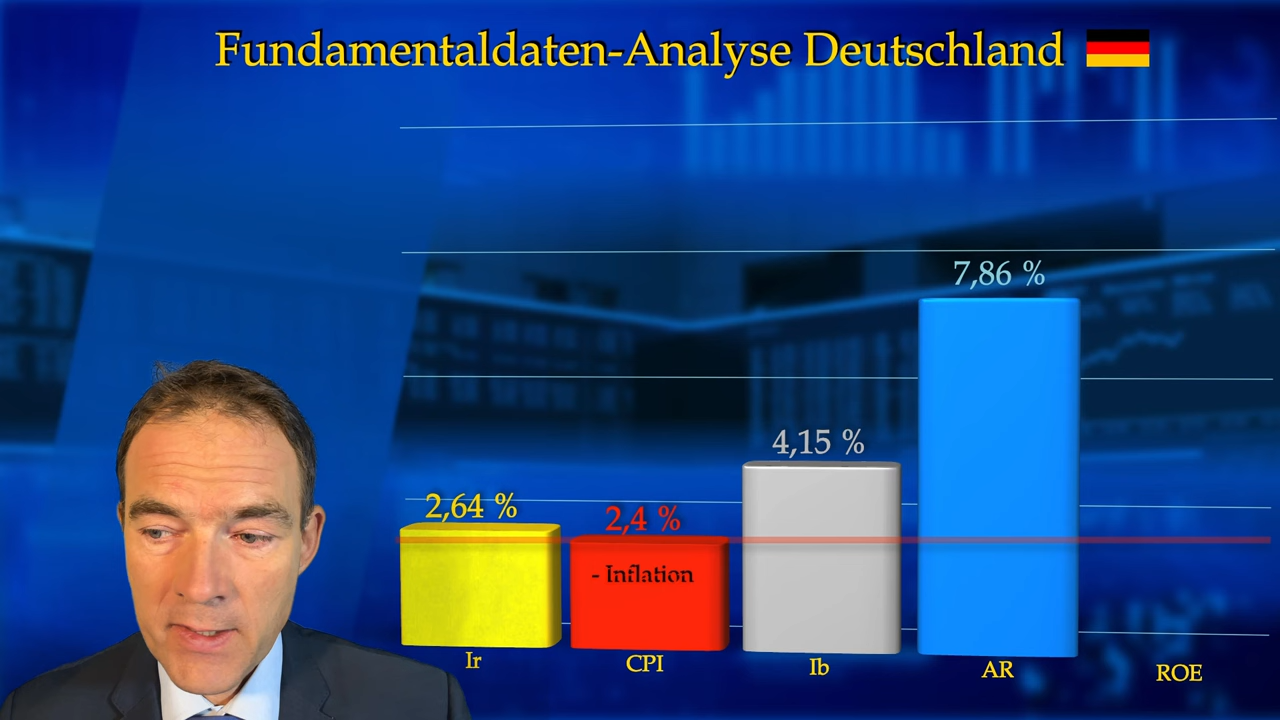 Fundamentaldaten-Analyse Deutschland
7,86 %
4,15 %
2,64 %
2,4 %
- Inflation
Ir
CPI
Ib
AR
ROE